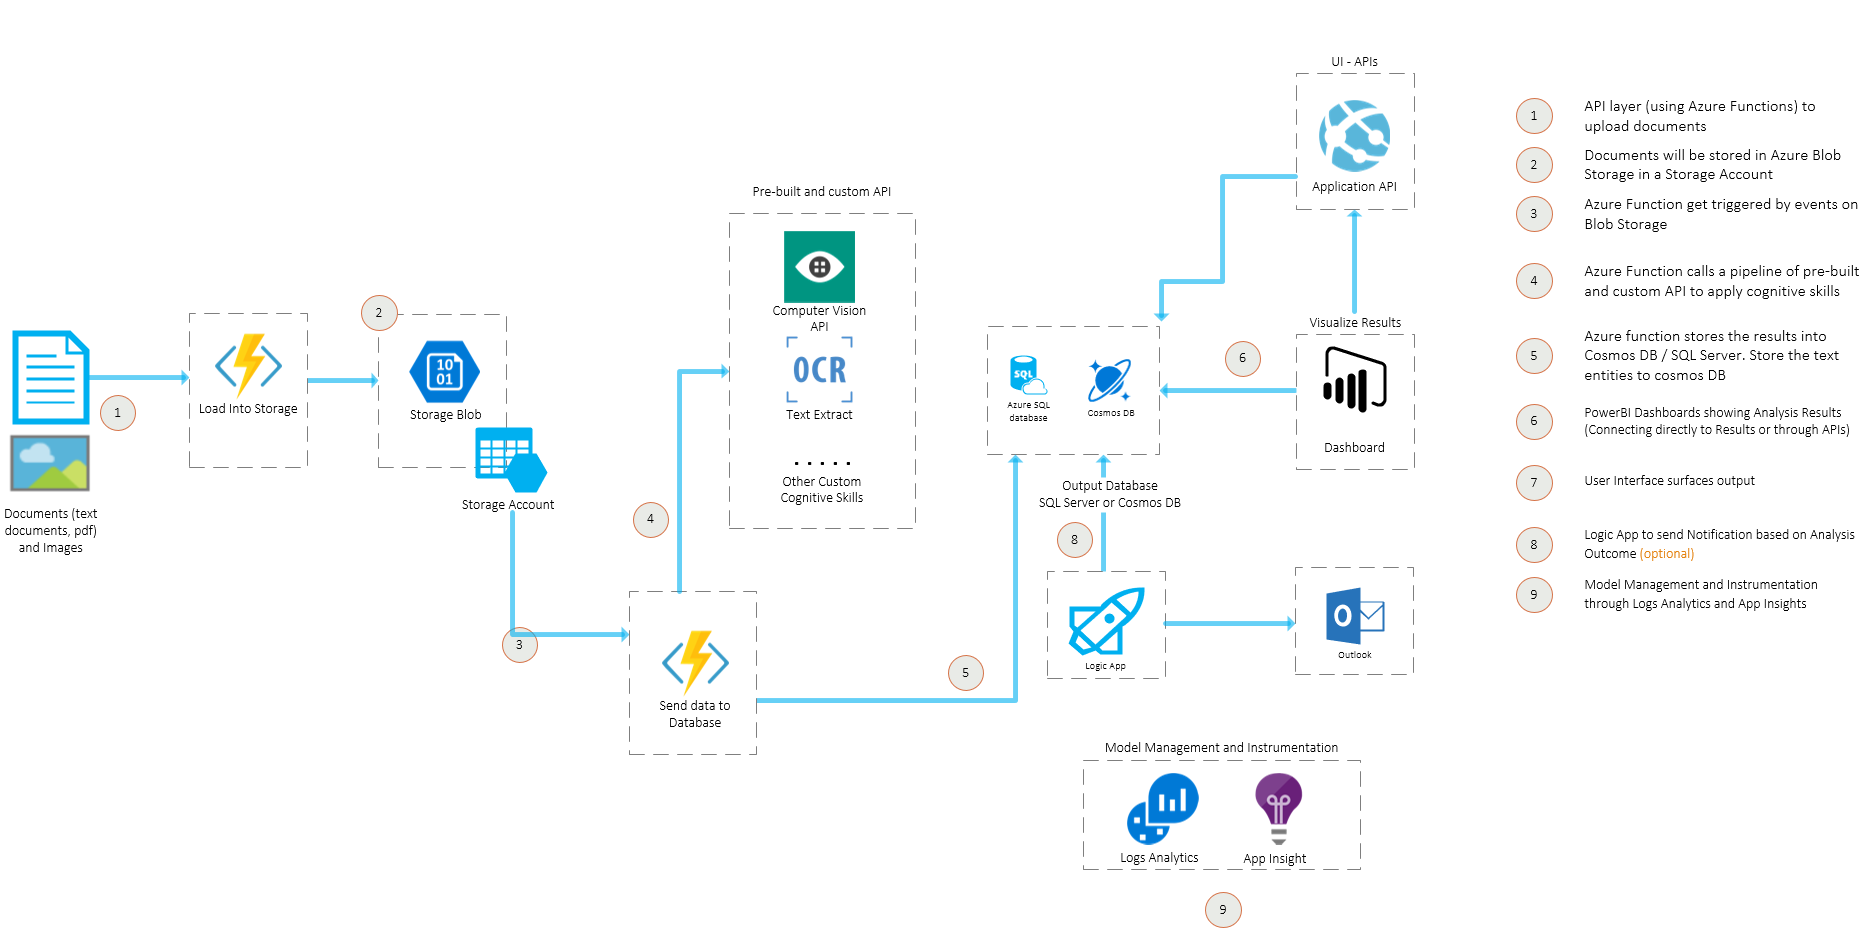 1
Documents (text
documents, pdf)
and Images
Load Into Storage
2
10
01
Storage Blob
Storage Account
3
4
Send data to
Database
Pre-built and custom API
Computer Vision
API
OCR
Text Extract
. . . . .
Other Custom
Cognitive Skills
5
UI - APIs
Application API
Visualize Results
Dashboard
6
SQL
Azure SQL
database
Cosmos DB
Output Database
SQL Server or Cosmos DB
8
Logic App
O
Outlook
Model Management and Instrumentation
Logs Analytics
App Insight
9
1
API layer (using Azure Functions) to
upload documents
2
Documents will be stored in Azure Blob
Storage in a Storage Account
3
Azure Function get triggered by events on
Blob Storage
4
Azure Function calls a pipeline of pre-built
and custom API to apply cognitive skills
5
Azure function stores the results into
Cosmos DB / SQL Server. Store the text
entities to cosmos DB
6
PowerBI Dashboards showing Analysis Results
(Connecting directly to Results or through APIs)
7
User Interface surfaces output
8
Logic App to send Notification based on Analysis
Outcome (optional)
9
Model Management and Instrumentation
through Logs Analytics and App Insights